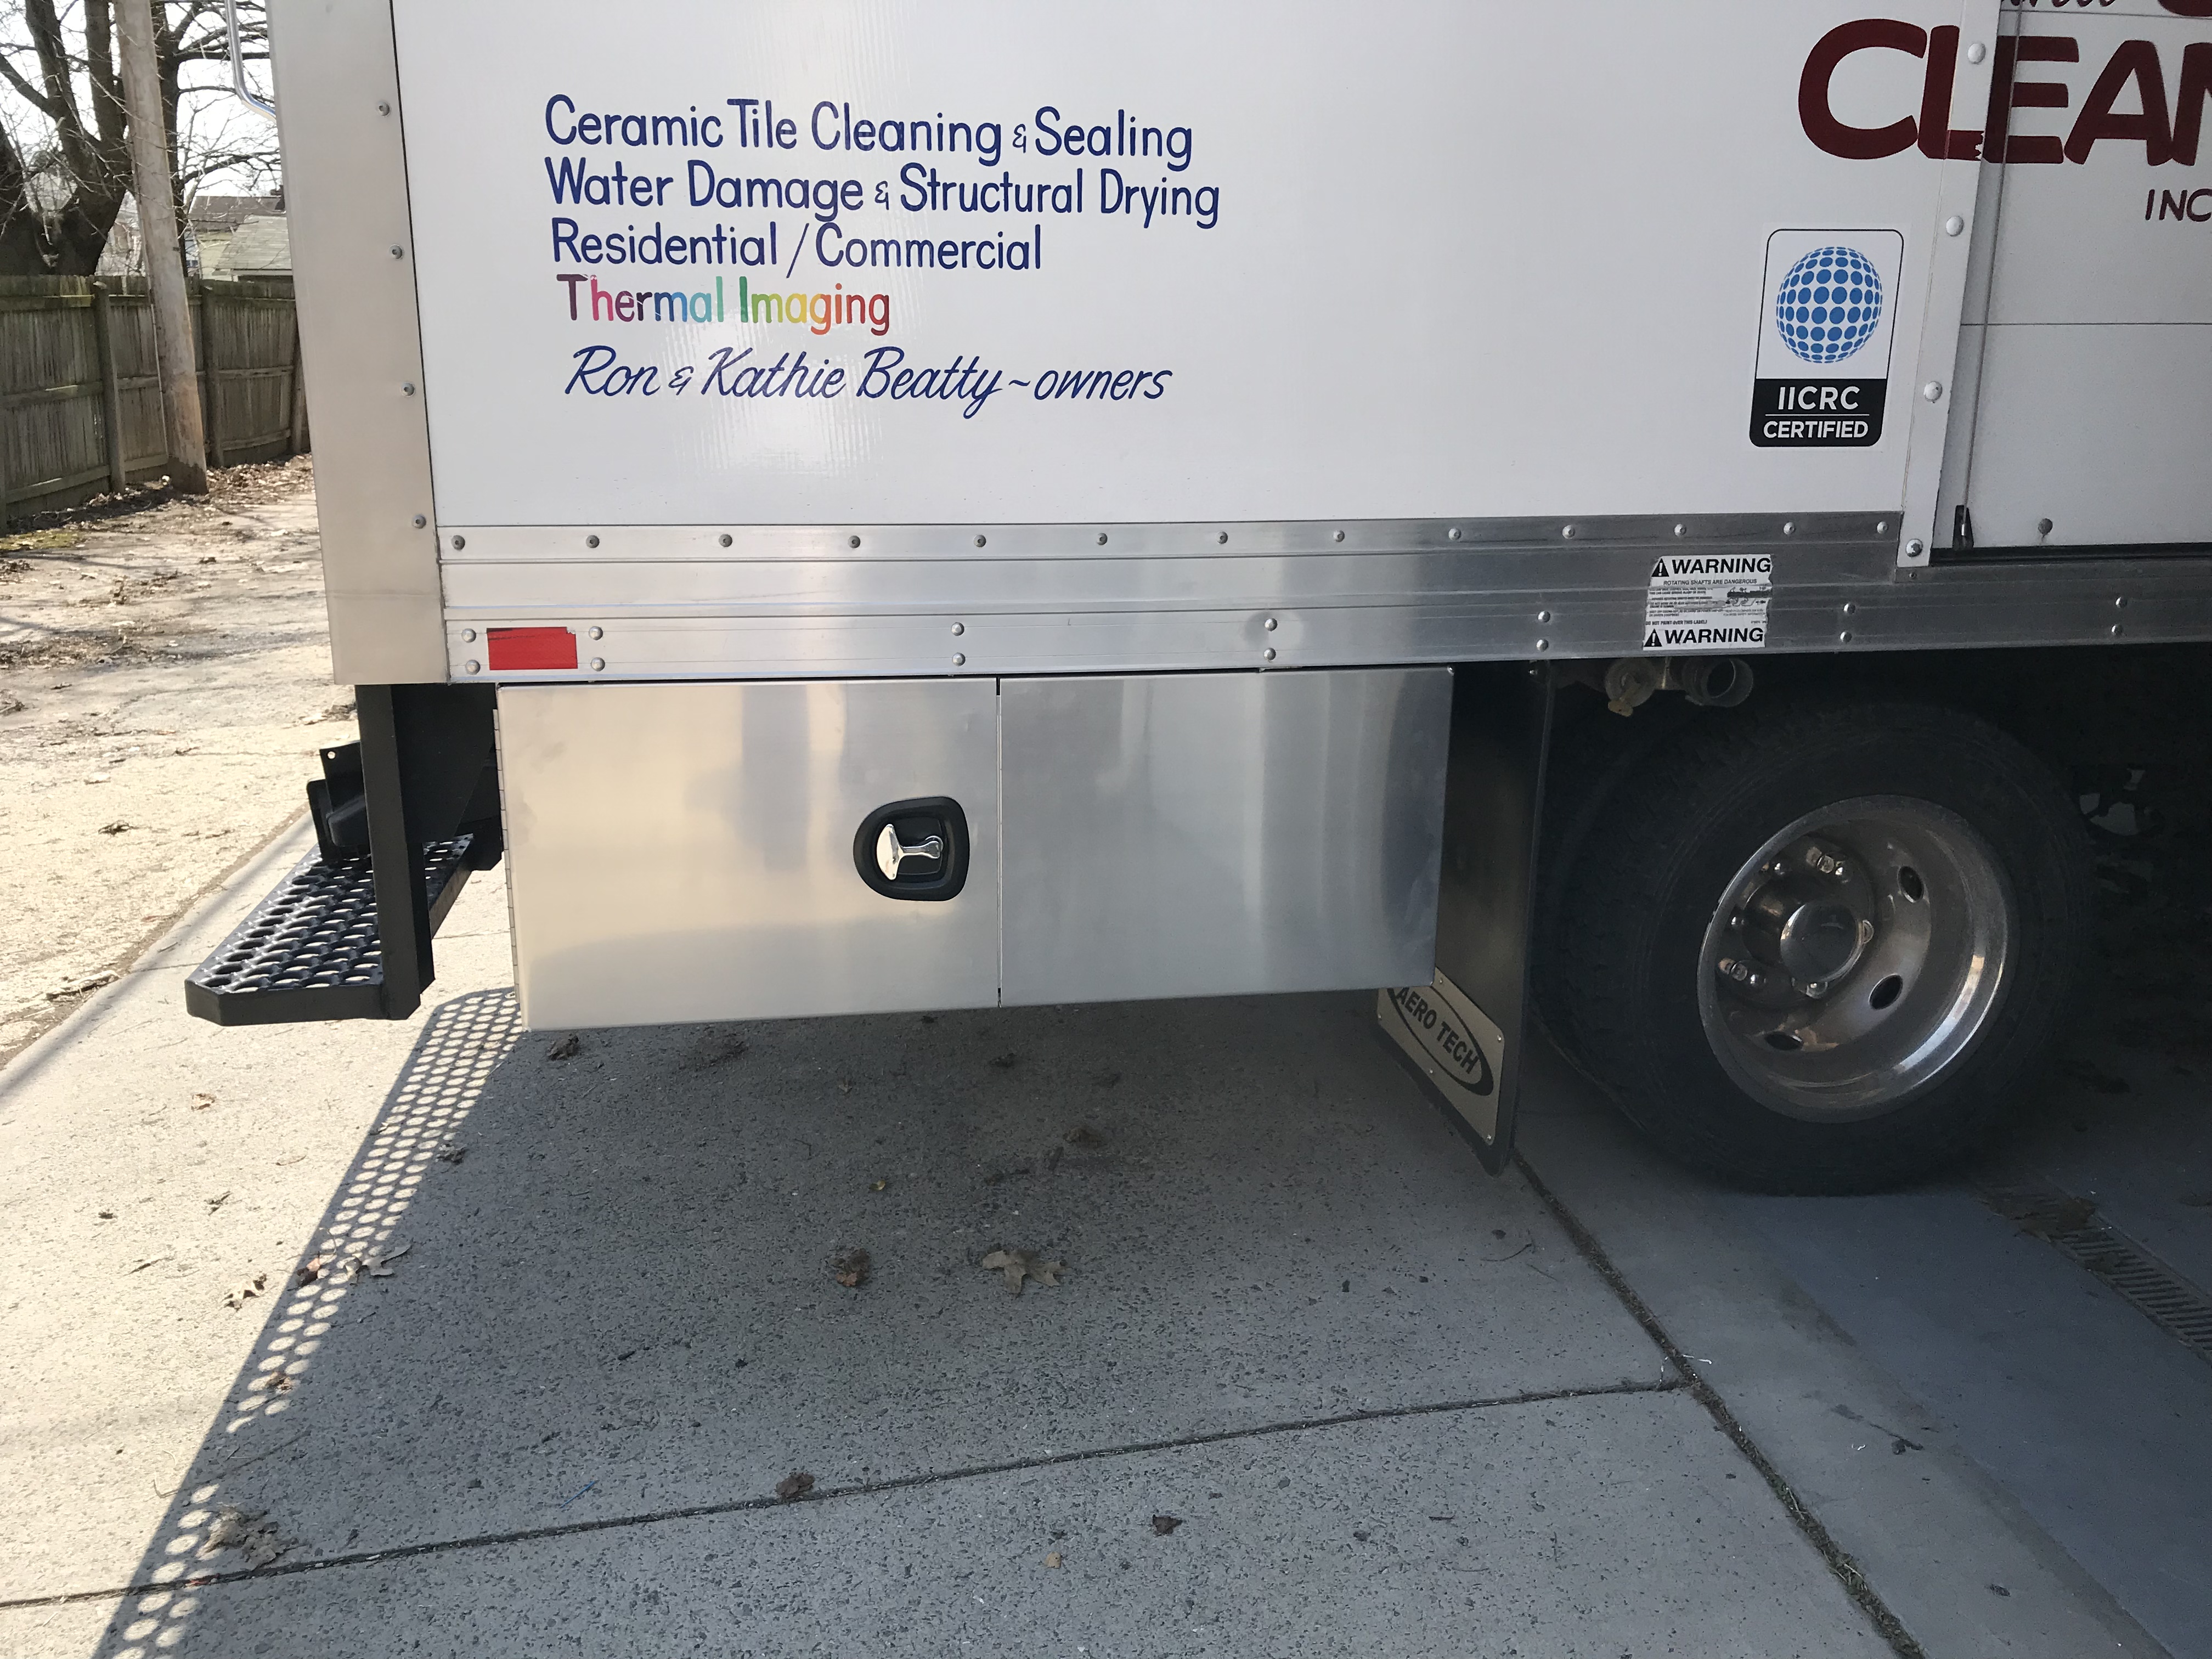 Ceramic Tile Cleaning & Sealing
Water Damage & Structural Drying
Residential / Commercial
Thermal Imaging
Ron & Kathie Beatty ~ owners
CLEAN
INC
IICRC
CERTIFIED
WARNING
ROTATING SHAFTS ARE DANGEROUS
WARNING
AERO TECH